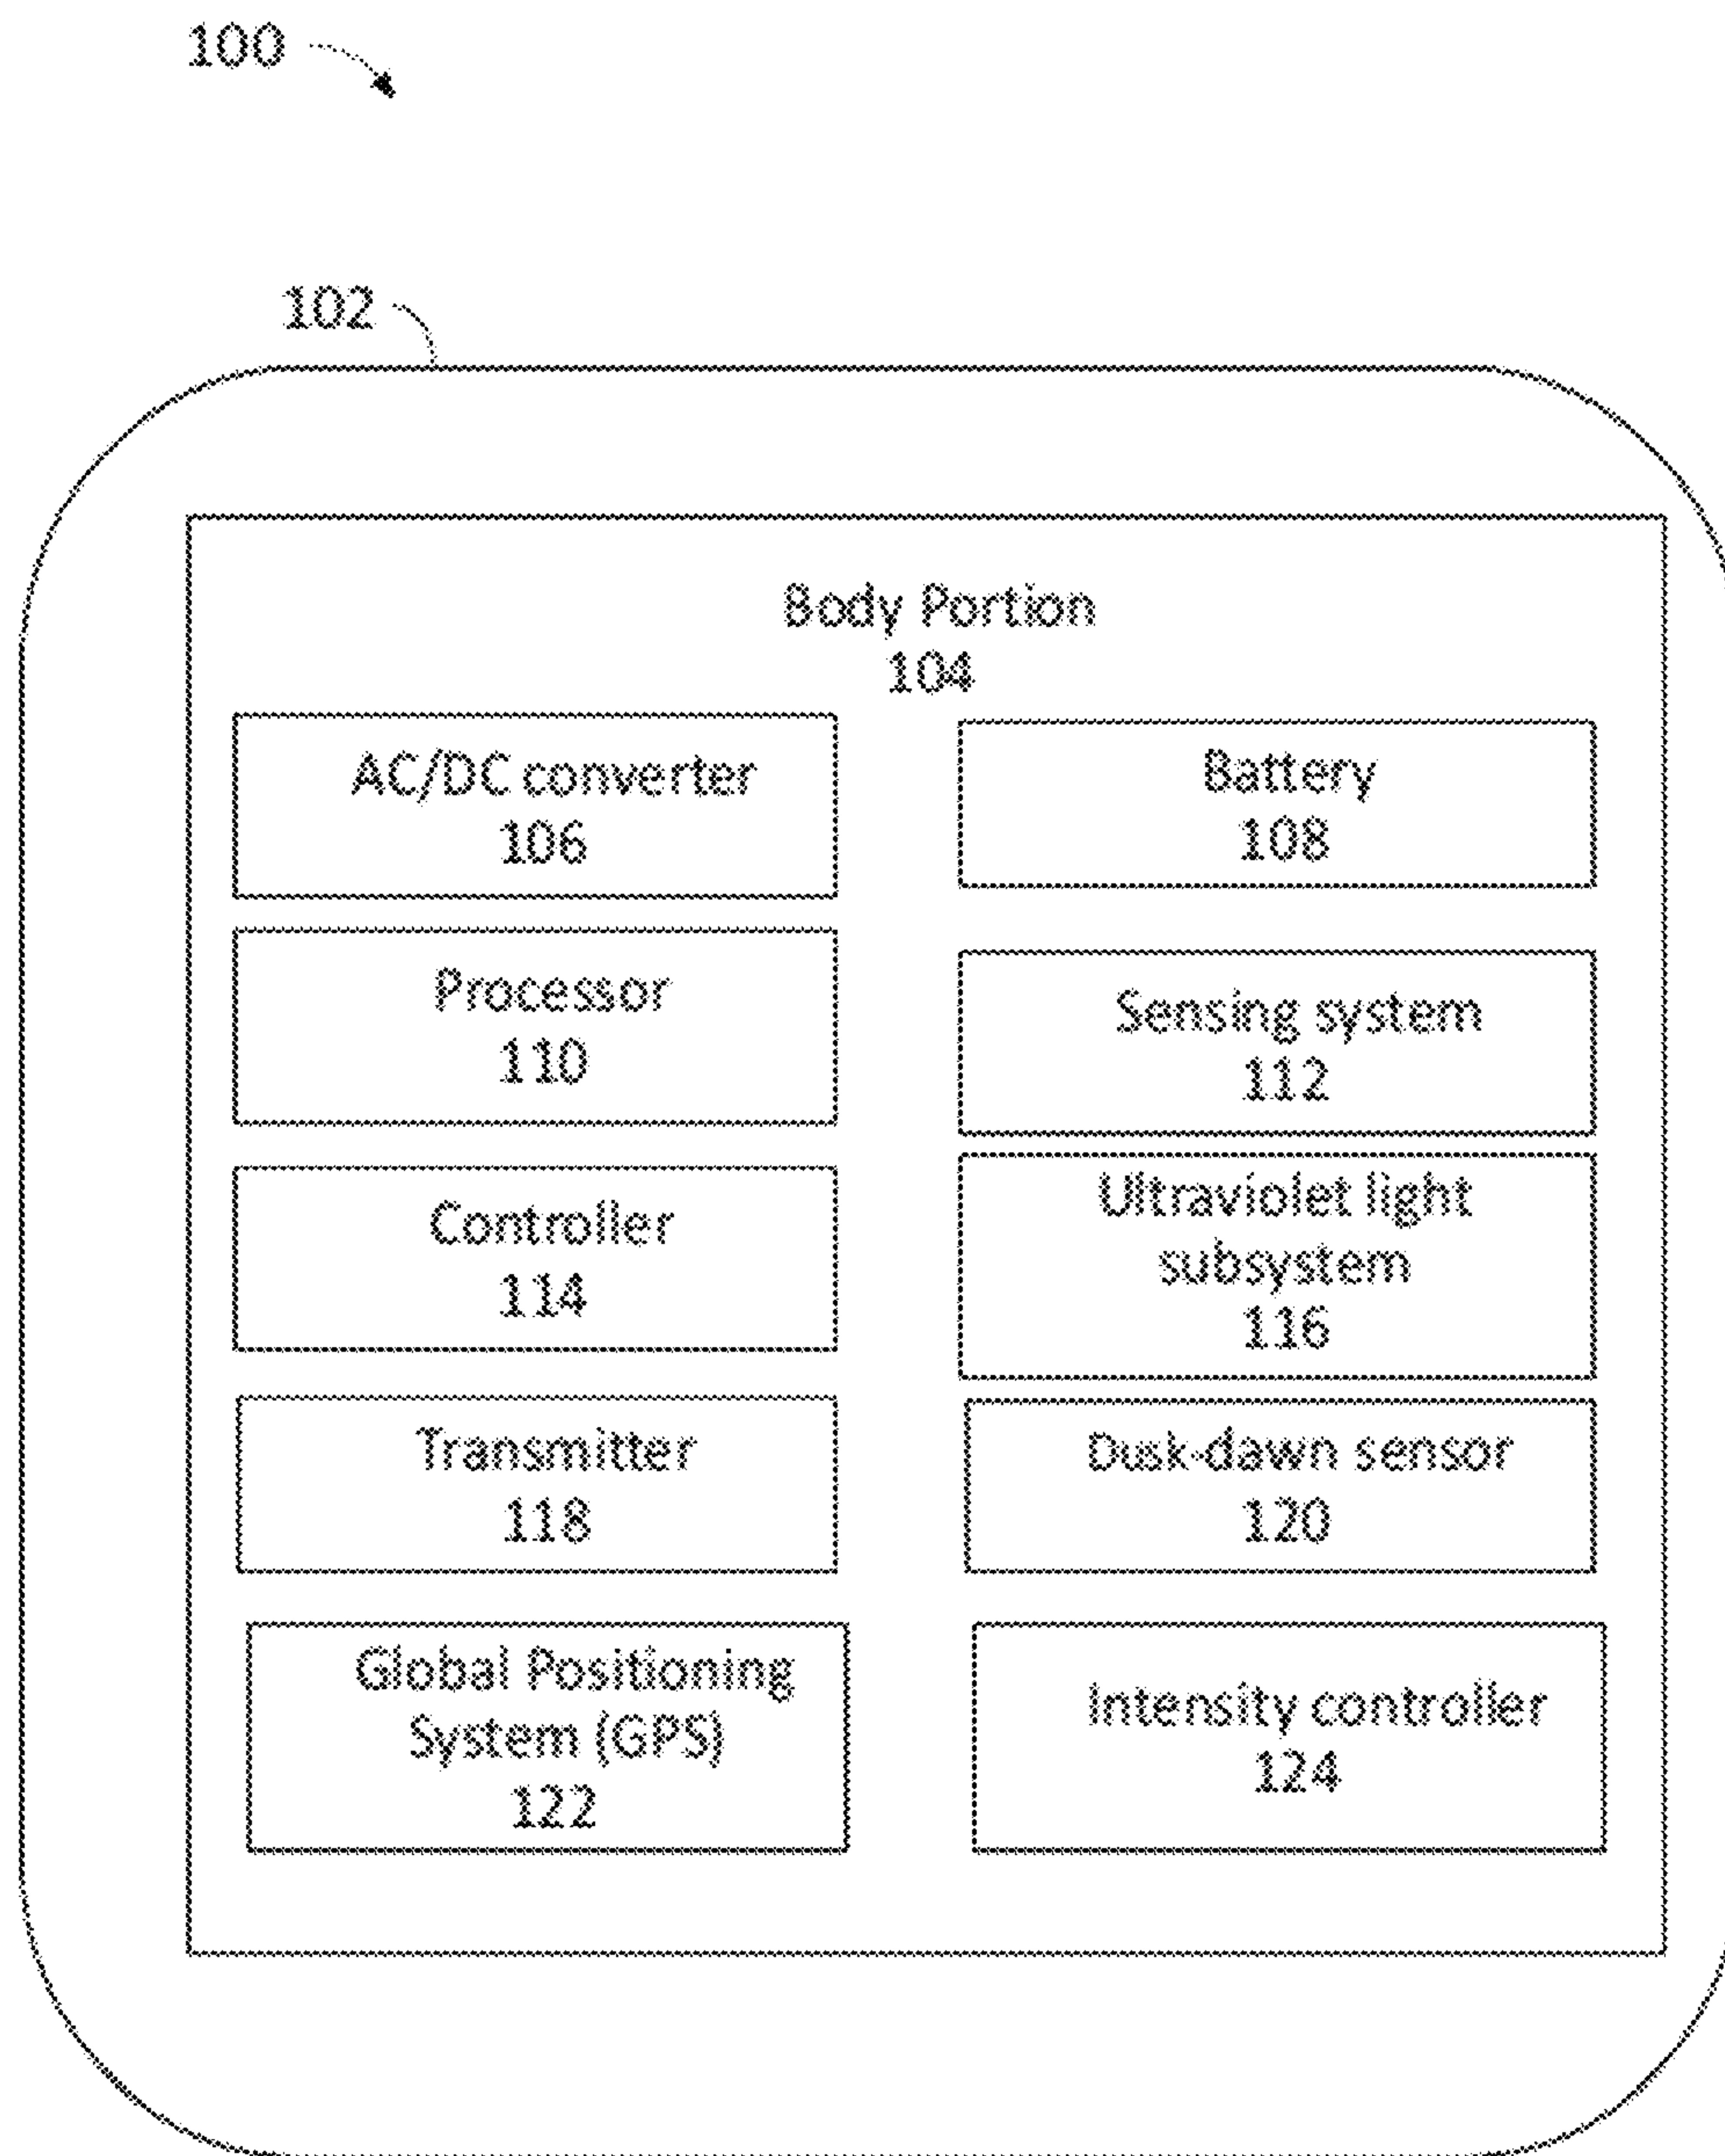 100
102
Body Portion
104
AC/DC converter
106
Battery
108
Processor
110
Sensing system
112
Controller
114
Ultraviolet light
subsystem
116
Transmitter
118
Dusk-dawn sensor
120
Global Positioning
System (GPS)
122
Intensity controller
124